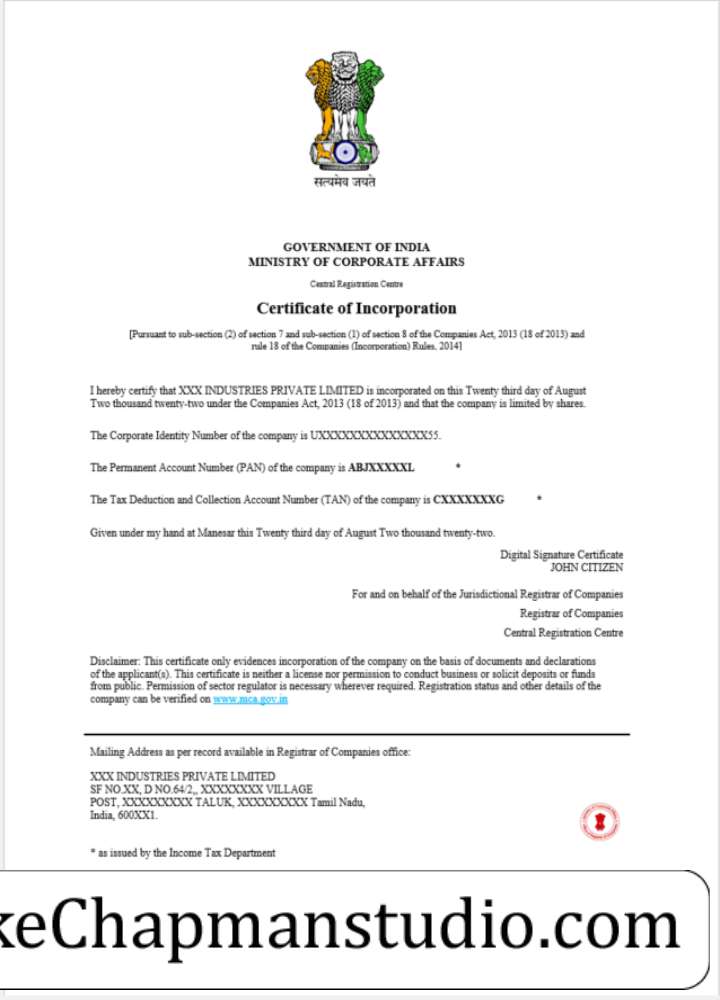 सत्यमेव जयते
GOVERNMENT OF INDIA
MINISTRY OF CORPORATE AFFAIRS
Central Registration Centre
Certificate of Incorporation
[Pursuant to sub-section (2) of section 7 and sub-section (1) of section 8 of the Companies Act, 2013 (18 of 2013) and
rule 18 of the Companies (Incorporation) Rules, 2014]
I hereby certify that XXX INDUSTRIES PRIVATE LIMITED is incorporated on this Twenty third day of August
Two thousand twenty-two under the Companies Act, 2013 (18 of 2013) and that the company is limited by shares.
The Corporate Identity Number of the company is UXXXXXXXXXXXXXX55.
The Permanent Account Number (PAN) of the company is ABJXXXXXL *
The Tax Deduction and Collection Account Number (TAN) of the company is CXXXXXXXG *
Given under my hand at Manesar this Twenty third day of August Two thousand twenty-two.
Digital Signature Certificate
JOHN CITIZEN
For and on behalf of the Jurisdictional Registrar of Companies
Registrar of Companies
Central Registration Centre
Disclaimer: This certificate only evidences incorporation of the company on the basis of documents and declarations
of the applicant(s). This certificate is neither a license nor permission to conduct business or solicit deposits or funds
from public. Permission of sector regulator is necessary wherever required. Registration status and other details of the
company can be verified on www.mca.gov.in
Mailing Address as per record available in Registrar of Companies office:
XXX INDUSTRIES PRIVATE LIMITED
SF NO.XX, D NO.64/2,, XXXXXXXX VILLAGE
POST, XXXXXXXXX TALUK, XXXXXXXXX Tamil Nadu,
India, 600XX1.
* as issued by the Income Tax Department
keChapmanstudio.com